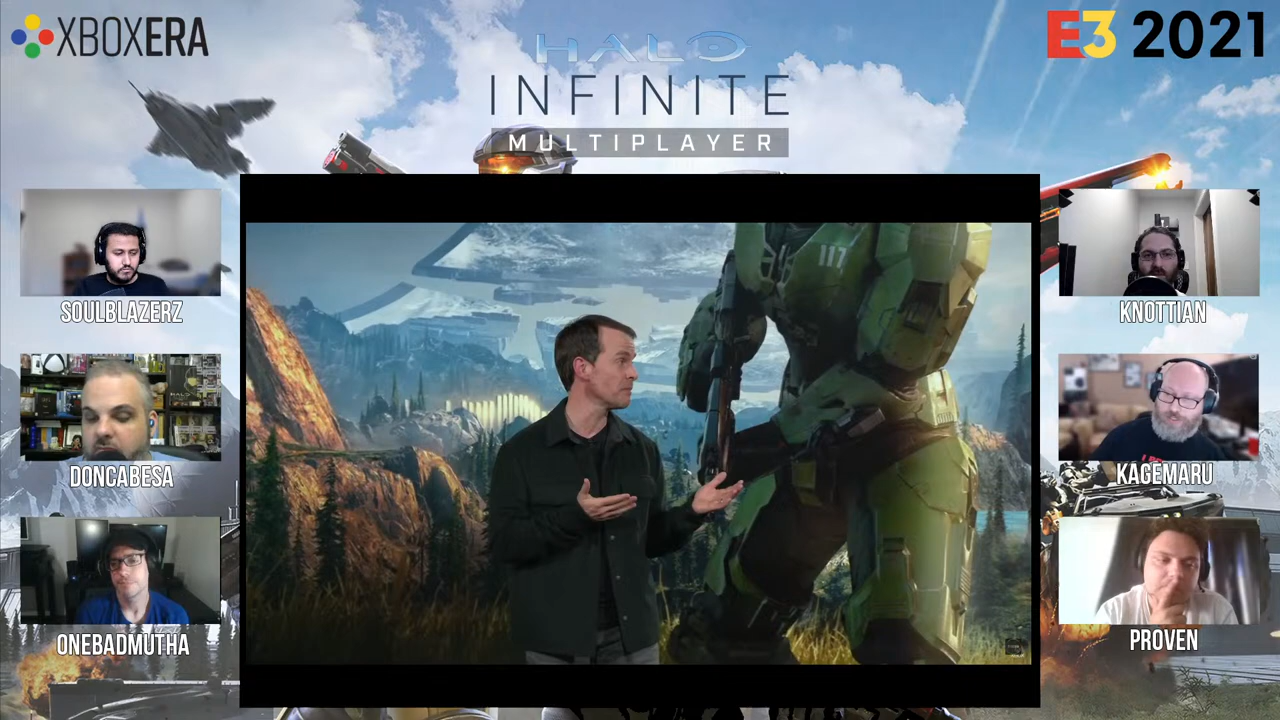 XBOXERA
E3 2021
HALO
INFINITE
MULTIPLAYER
117
SOULBLAZERZ
KNOTTIAN
DONCABESA
KAGEMARU
ONEBADMUTHA
PROVEN